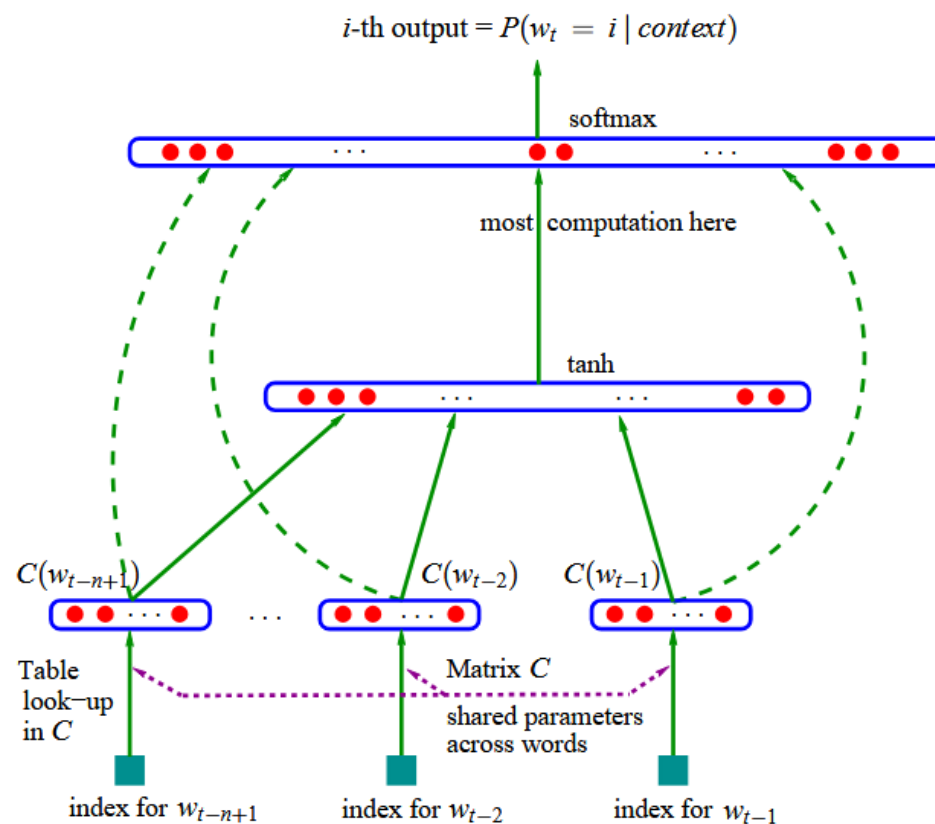 i-th output = P(w_t = i | context)
softmax
... ...
most computation here
tanh
... ...
C(w_{t−n+1}) C(w_{t−2}) C(w_{t−1})
... ... ... ...
Table
look−up
in C
Matrix C
shared parameters
across words
index for w_{t−n+1} index for w_{t−2} index for w_{t−1}